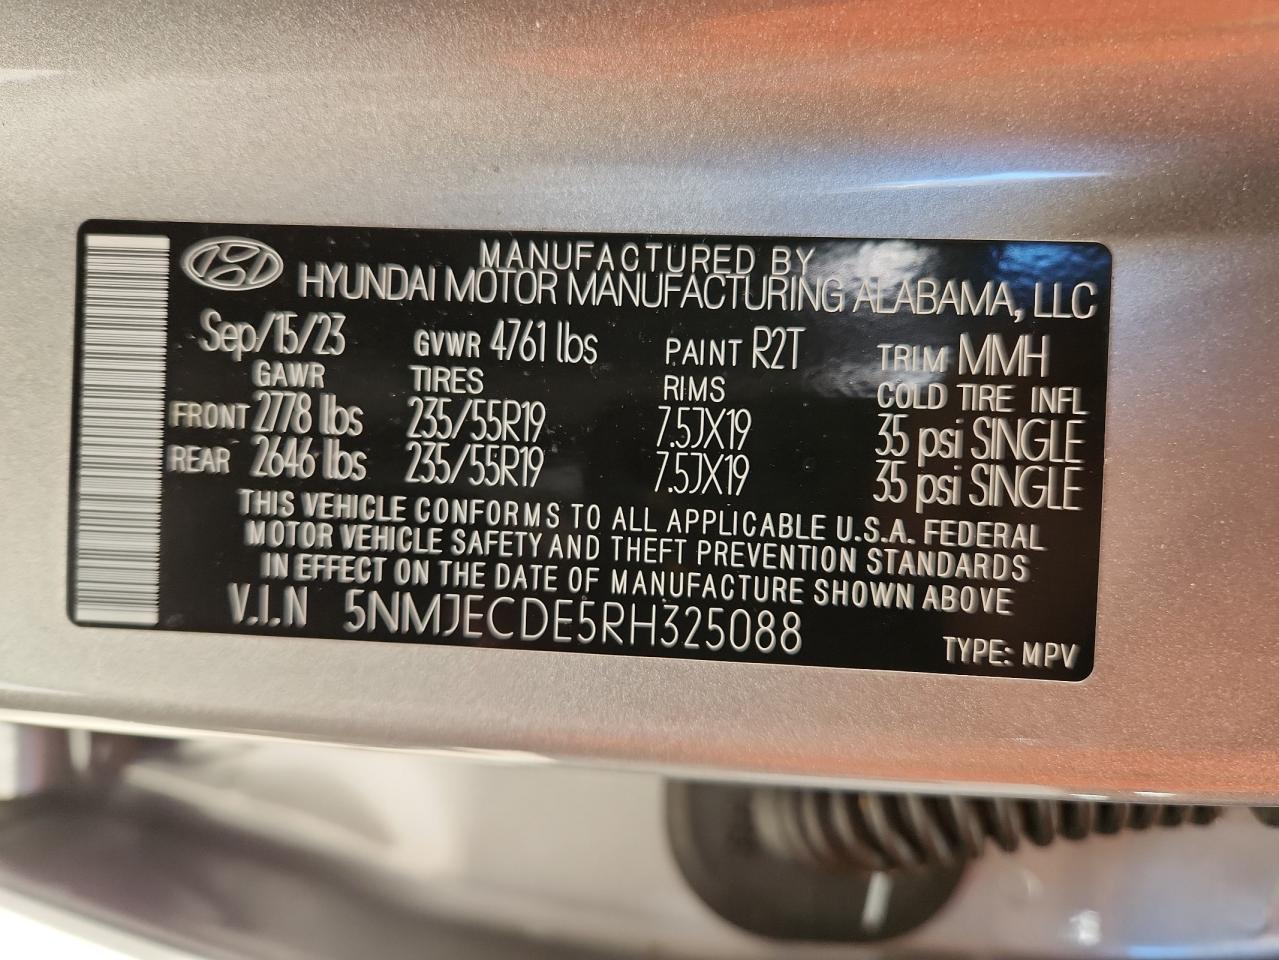 MANUFACTURED BY
HYUNDAI MOTOR MANUFACTURING ALABAMA, LLC
Sep/15/23 GVWR 4761 lbs PAINT R2T TRIM MMH
GAWR TIRES RIMS COLD TIRE INFL
FRONT 2778 lbs 235/55R19 7.5JX19 35 psi SINGLE
REAR 2646 lbs 235/55R19 7.5JX19 35 psi SINGLE
THIS VEHICLE CONFORMS TO ALL APPLICABLE U.S.A. FEDERAL
MOTOR VEHICLE SAFETY AND THEFT PREVENTION STANDARDS
IN EFFECT ON THE DATE OF MANUFACTURE SHOWN ABOVE
V.I.N 5NMJECDE5RH325088
TYPE: MPV